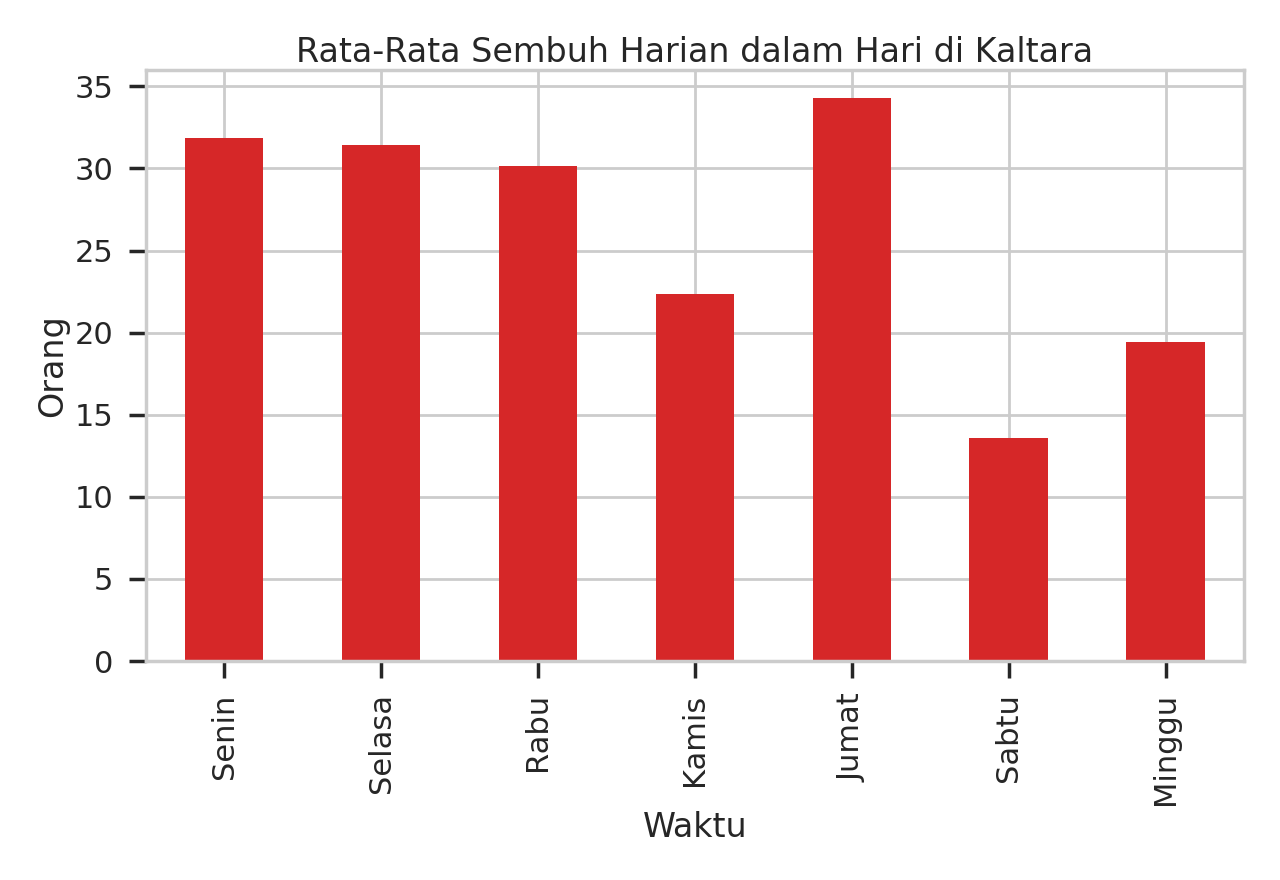 Rata-Rata Sembuh Harian dalam Hari di Kaltara
35
30
25
20
15
10
5
0
Orang
Senin
Selasa
Rabu
Kamis
Jumat
Sabtu
Minggu
Waktu